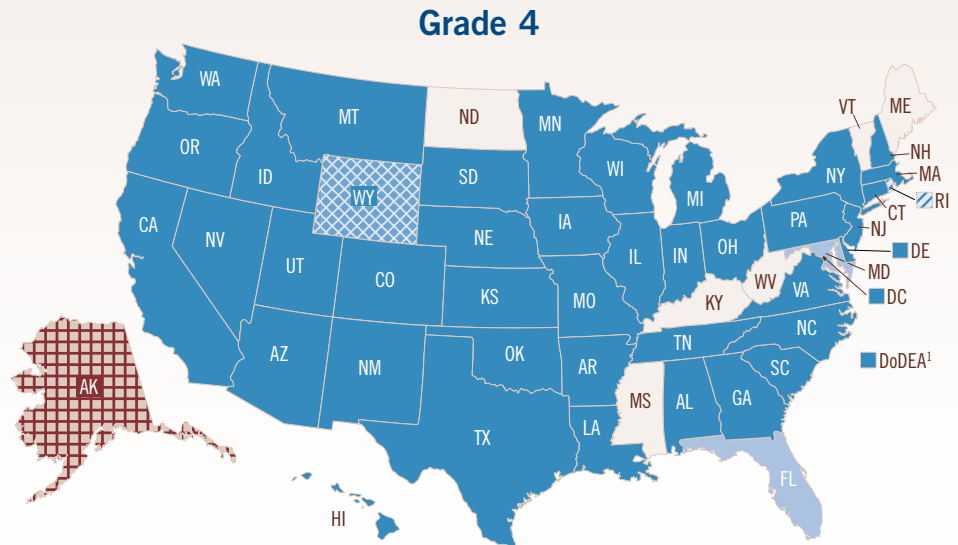 Grade 4
WA
MT
ND
MN
VT
ME
OR
ID
WY
SD
WI
MI
NY
NH
MA
RI
CT
CA
NV
UT
CO
NE
IA
IL
IN
OH
PA
NJ
DE
MD
DC
KS
MO
KY
WV
VA
AZ
NM
OK
AR
TN
NC
SC
DoDEA¹
AK
TX
LA
MS
AL
GA
FL
HI